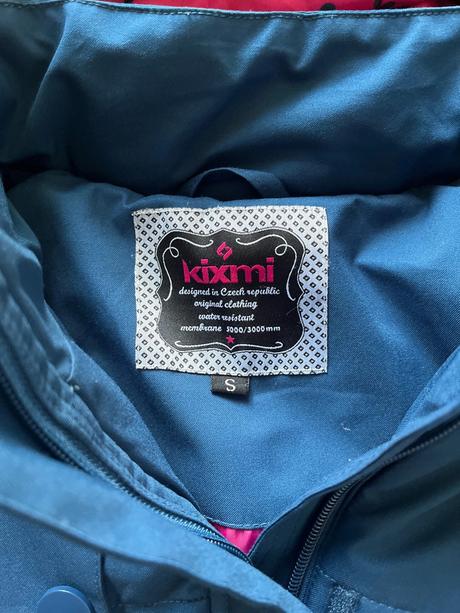 kixmi
designed in Czech republic
original clothing
water resistant
membrane 5000/3000mm
S